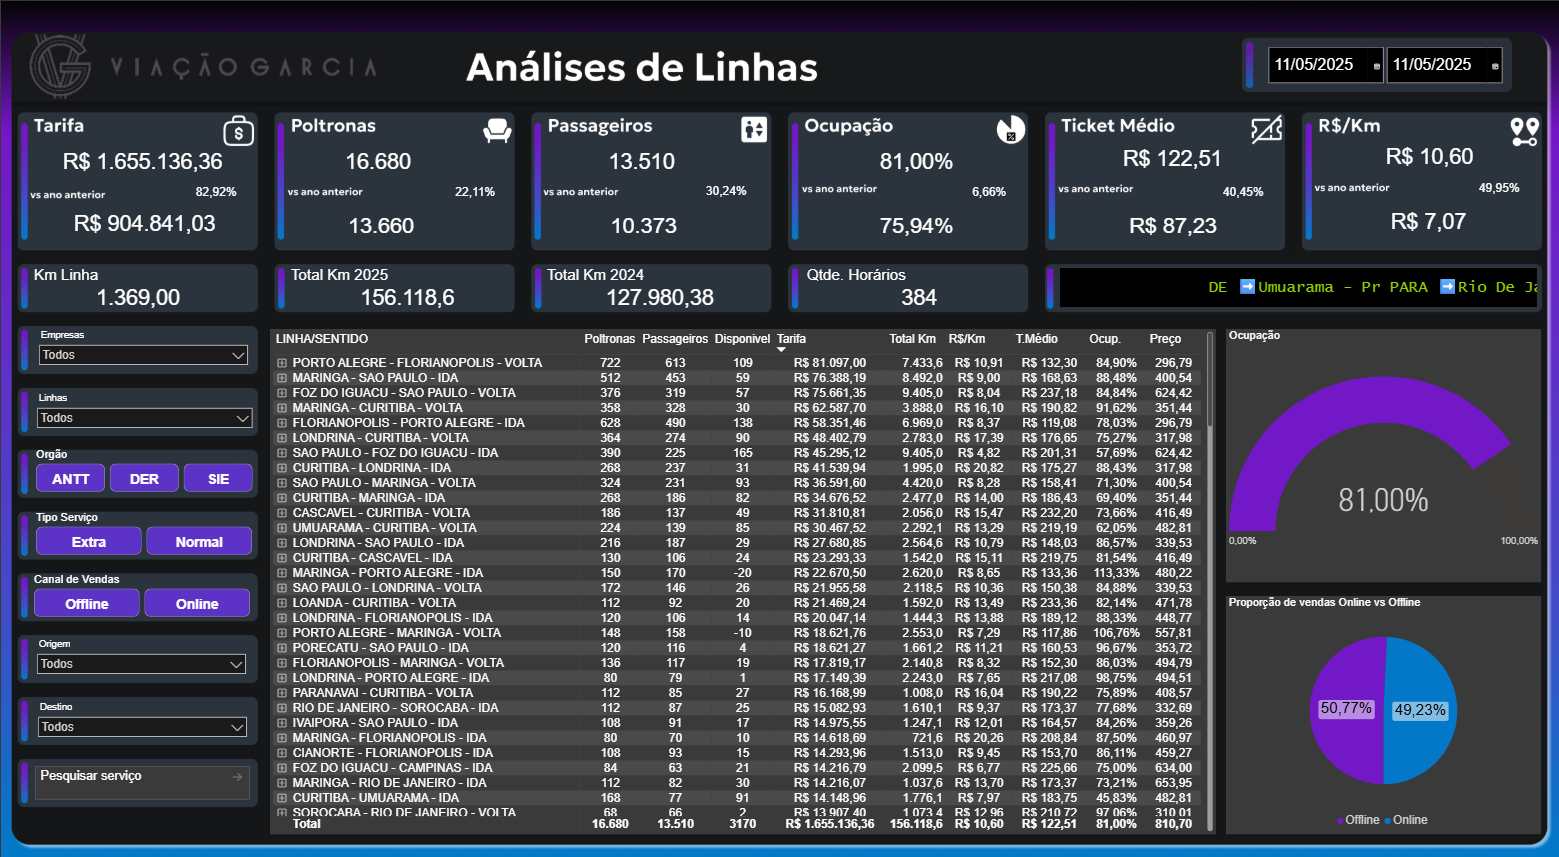 VIAÇÃO GARCIA
Análises de Linhas
11/05/2025 11/05/2025
Tarifa
R$ 1.655.136,36
vs ano anterior 82,92%
R$ 904.841,03
Poltronas
16.680
vs ano anterior 22,11%
13.660
Passageiros
13.510
vs ano anterior 30,24%
10.373
Ocupação
81,00%
vs ano anterior 6,66%
75,94%
Ticket Médio
R$ 122,51
vs ano anterior 40,45%
R$ 87,23
R$/Km
R$ 10,60
vs ano anterior 49,95%
R$ 7,07
Km Linha
1.369,00
Total Km 2025
156.118,6
Total Km 2024
127.980,38
Qtde. Horários
384
DE ➡️Umuarama - Pr PARA ➡️Rio De Ja
Empresas
Todos
Linhas
Todos
Orgão
ANTT DER SIE
Tipo Serviço
Extra Normal
Canal de Vendas
Offline Online
Origem
Todos
Destino
Todos
Pesquisar serviço
LINHA/SENTIDO Poltronas Passageiros Disponivel Tarifa Total Km R$/Km T.Médio Ocup. Preço
PORTO ALEGRE - FLORIANOPOLIS - VOLTA 722 613 109 R$ 81.097,00 7.433,6 R$ 10,91 R$ 132,30 84,90% 296,79
MARINGA - SAO PAULO - IDA 512 453 59 R$ 76.388,19 8.492,0 R$ 9,00 R$ 168,63 88,48% 400,54
FOZ DO IGUACU - SAO PAULO - VOLTA 376 319 57 R$ 75.661,35 9.405,0 R$ 8,04 R$ 237,18 84,84% 624,42
MARINGA - CURITIBA - VOLTA 358 328 30 R$ 62.587,70 3.888,0 R$ 16,10 R$ 190,82 91,62% 351,44
FLORIANOPOLIS - PORTO ALEGRE - IDA 628 490 138 R$ 58.351,46 6.969,0 R$ 8,37 R$ 119,08 78,03% 296,79
LONDRINA - CURITIBA - VOLTA 364 274 90 R$ 48.402,79 2.783,0 R$ 17,39 R$ 176,65 75,27% 317,98
SAO PAULO - FOZ DO IGUACU - IDA 390 225 165 R$ 45.295,12 9.405,0 R$ 4,82 R$ 201,31 57,69% 624,42
CURITIBA - LONDRINA - IDA 268 237 31 R$ 41.539,94 1.995,0 R$ 20,82 R$ 175,27 88,43% 317,98
SAO PAULO - MARINGA - VOLTA 324 231 93 R$ 36.591,60 4.420,0 R$ 8,28 R$ 158,41 71,30% 400,54
CURITIBA - MARINGA - IDA 268 186 82 R$ 34.676,52 2.477,0 R$ 14,00 R$ 186,43 69,40% 351,44
CASCAVEL - CURITIBA - VOLTA 186 137 49 R$ 31.810,81 2.056,0 R$ 15,47 R$ 232,20 73,66% 416,49
UMUARAMA - CURITIBA - VOLTA 224 139 85 R$ 30.467,52 2.292,1 R$ 13,29 R$ 219,19 62,05% 482,81
LONDRINA - SAO PAULO - IDA 216 187 29 R$ 27.680,85 2.564,6 R$ 10,79 R$ 148,03 86,57% 339,53
CURITIBA - CASCAVEL - IDA 130 106 24 R$ 23.293,33 1.542,0 R$ 15,11 R$ 219,75 81,54% 416,49
MARINGA - PORTO ALEGRE - IDA 150 170 -20 R$ 22.670,50 2.620,0 R$ 8,65 R$ 133,36 113,33% 480,22
SAO PAULO - LONDRINA - VOLTA 172 146 26 R$ 21.955,58 2.118,5 R$ 10,36 R$ 150,38 84,88% 339,53
LOANDA - CURITIBA - VOLTA 112 92 20 R$ 21.469,24 1.592,0 R$ 13,49 R$ 233,36 82,14% 471,78
LONDRINA - FLORIANOPOLIS - IDA 120 106 14 R$ 20.047,14 1.444,3 R$ 13,88 R$ 189,12 88,33% 448,77
PORTO ALEGRE - MARINGA - VOLTA 148 158 -10 R$ 18.621,76 2.553,0 R$ 7,29 R$ 117,86 106,76% 557,81
PORECATU - SAO PAULO - IDA 120 116 4 R$ 18.621,27 1.661,2 R$ 11,21 R$ 160,53 96,67% 353,72
FLORIANOPOLIS - MARINGA - VOLTA 136 117 19 R$ 17.819,17 2.140,8 R$ 8,32 R$ 152,30 86,03% 494,79
LONDRINA - PORTO ALEGRE - IDA 80 79 1 R$ 17.149,39 2.243,0 R$ 7,65 R$ 217,08 98,75% 494,51
PARANAVAI - CURITIBA - VOLTA 112 85 27 R$ 16.168,99 1.008,0 R$ 16,04 R$ 190,22 75,89% 408,57
RIO DE JANEIRO - SOROCABA - IDA 112 87 25 R$ 15.082,93 1.610,1 R$ 9,37 R$ 173,37 77,68% 332,69
IVAIPORA - SAO PAULO - IDA 108 91 17 R$ 14.975,55 1.247,1 R$ 12,01 R$ 164,57 84,26% 359,26
MARINGA - FLORIANOPOLIS - IDA 80 70 10 R$ 14.618,69 721,6 R$ 20,26 R$ 208,84 87,50% 460,97
CIANORTE - FLORIANOPOLIS - IDA 108 93 15 R$ 14.293,96 1.513,0 R$ 9,45 R$ 153,70 86,11% 459,27
FOZ DO IGUACU - CAMPINAS - IDA 84 63 21 R$ 14.216,79 2.099,5 R$ 6,77 R$ 225,66 75,00% 634,00
MARINGA - RIO DE JANEIRO - IDA 112 82 30 R$ 14.216,07 1.037,6 R$ 13,70 R$ 173,37 73,21% 653,95
CURITIBA - UMUARAMA - IDA 168 77 91 R$ 14.148,96 1.776,1 R$ 7,97 R$ 183,75 45,83% 482,81
SOROCABA - RIO DE JANEIRO - VOLTA 68 66 2 R$ 13.907,40 1.073,4 R$ 12,96 R$ 210,72 97,06% 310,01
Total 16.680 13.510 3170 R$ 1.655.136,36 156.118,6 R$ 10,60 R$ 122,51 81,00% 810,70
Ocupação
81,00%
0,00% 100,00%
Proporção de vendas Online vs Offline
50,77% 49,23%
Offline Online